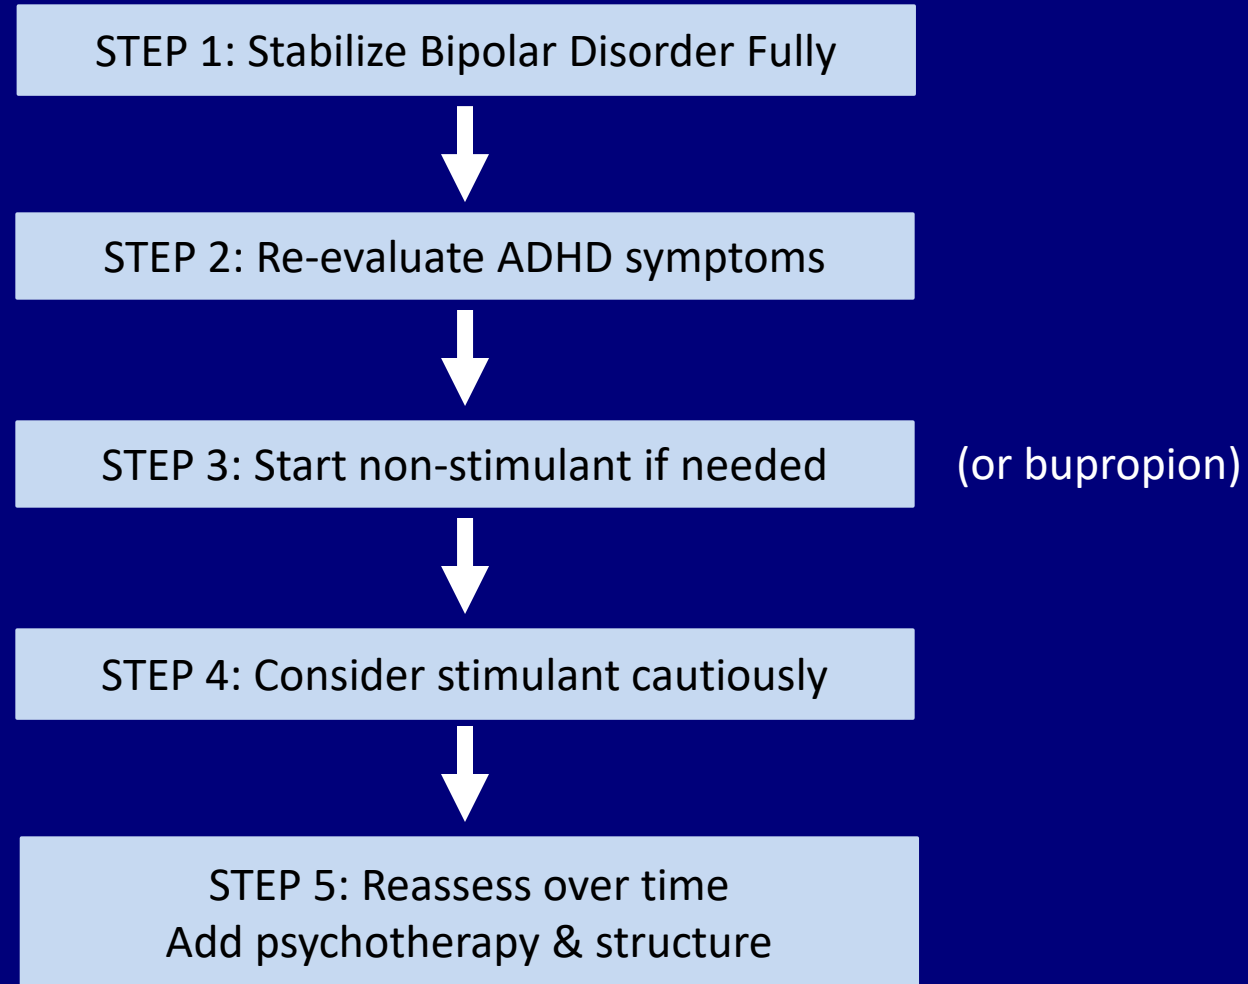 STEP 1: Stabilize Bipolar Disorder Fully
STEP 2: Re-evaluate ADHD symptoms
STEP 3: Start non-stimulant if needed
(or bupropion)
STEP 4: Consider stimulant cautiously
STEP 5: Reassess over time
Add psychotherapy & structure